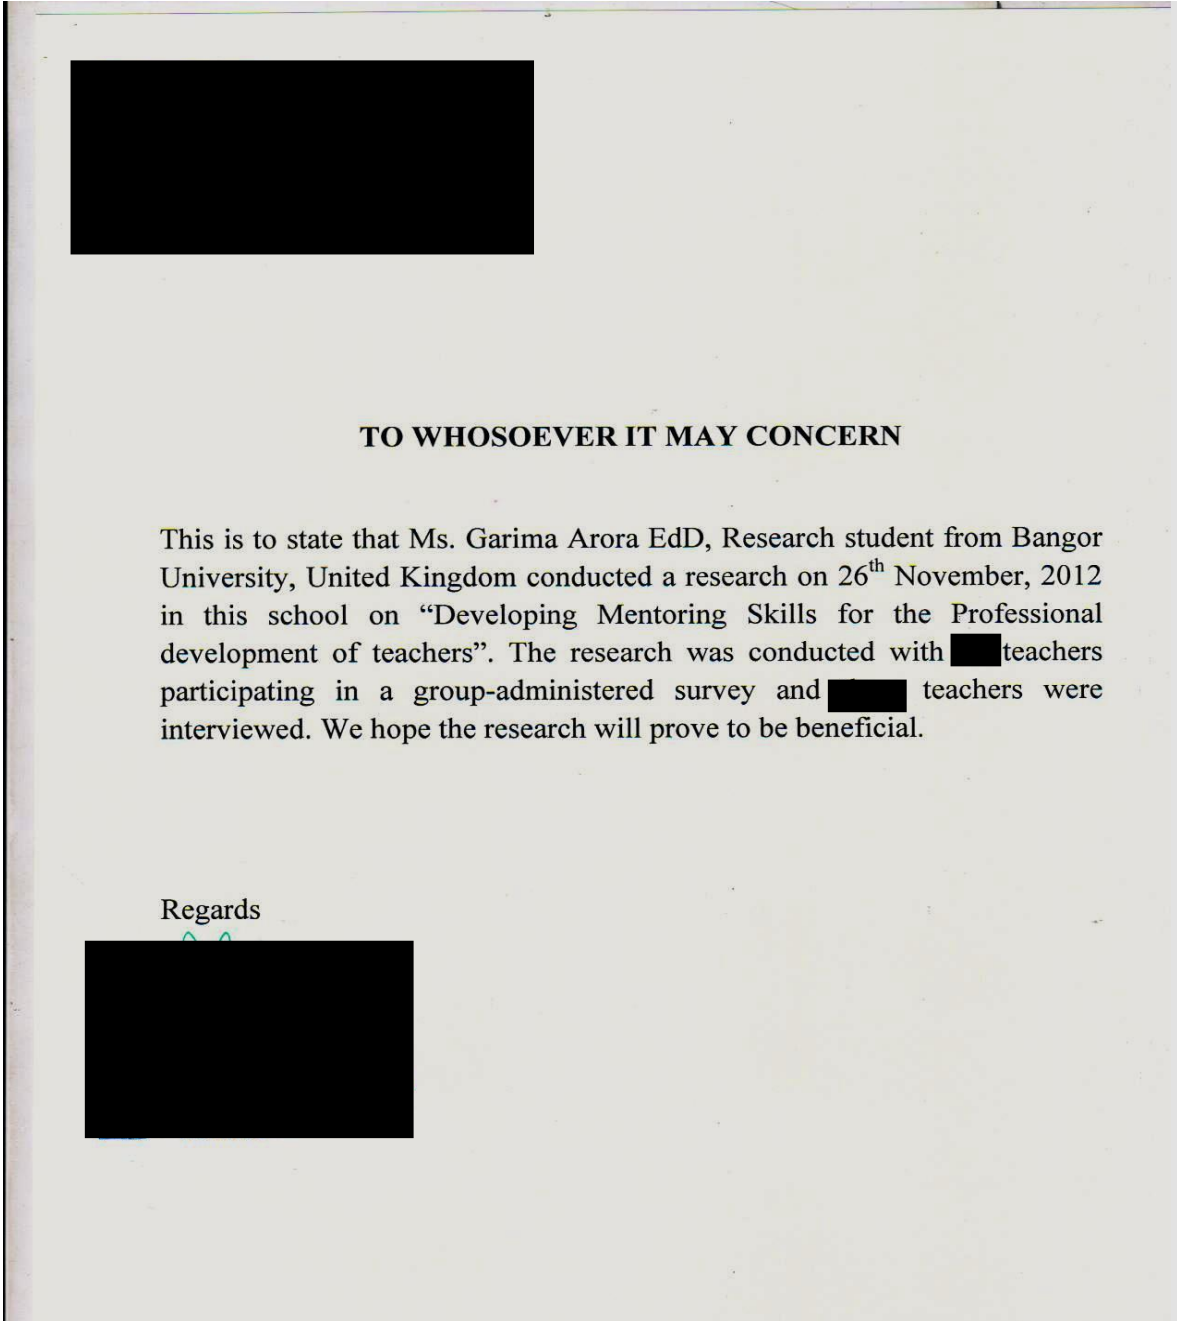 TO WHOSOEVER IT MAY CONCERN
This is to state that Ms. Garima Arora EdD, Research student from Bangor
University, United Kingdom conducted a research on 26th November, 2012
in this school on “Developing Mentoring Skills for the Professional
development of teachers”. The research was conducted with teachers
participating in a group-administered survey and teachers were
interviewed. We hope the research will prove to be beneficial.
Regards